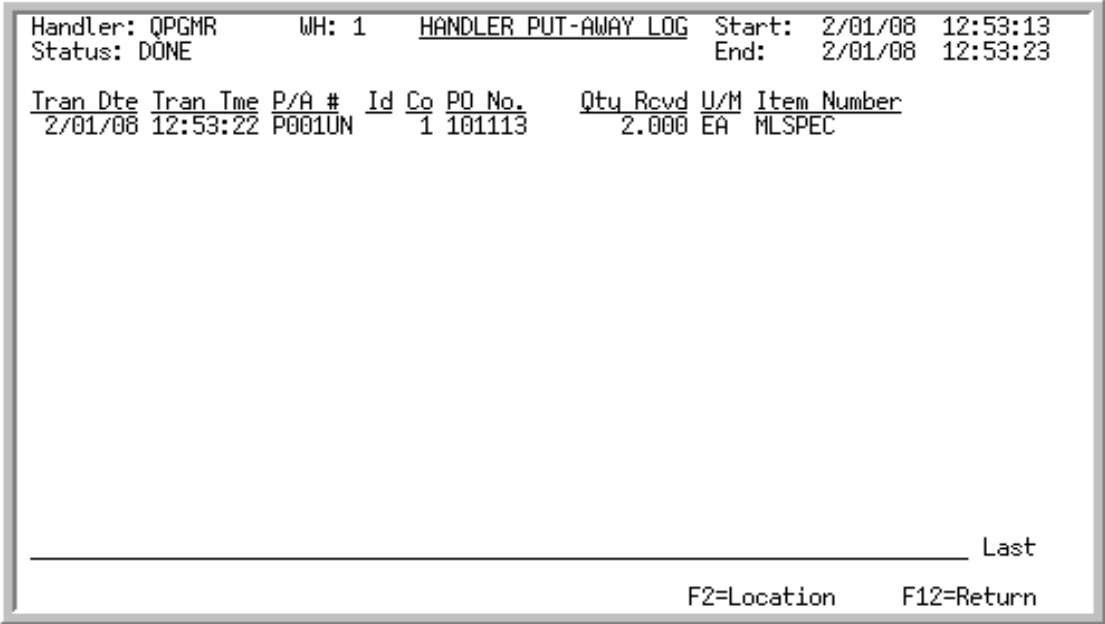 Handler: QPGMR WH: 1 HANDLER PUT-AWAY LOG Start: 2/01/08 12:53:13
Status: DONE End: 2/01/08 12:53:23
Tran Dte Tran Tme P/A # Id Co PO No. Qty Rcvd U/M Item Number
2/01/08 12:53:22 P001UN 1 101113 2.000 EA MLSPEC
Last
F2=Location F12=Return